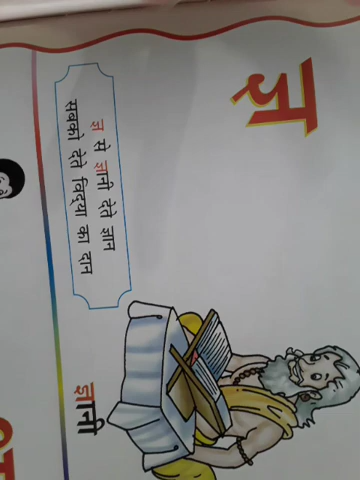 ज्ञ
ज्ञ से ज्ञानी देते ज्ञान
सबको देते विद्या का दान
ज्ञानी